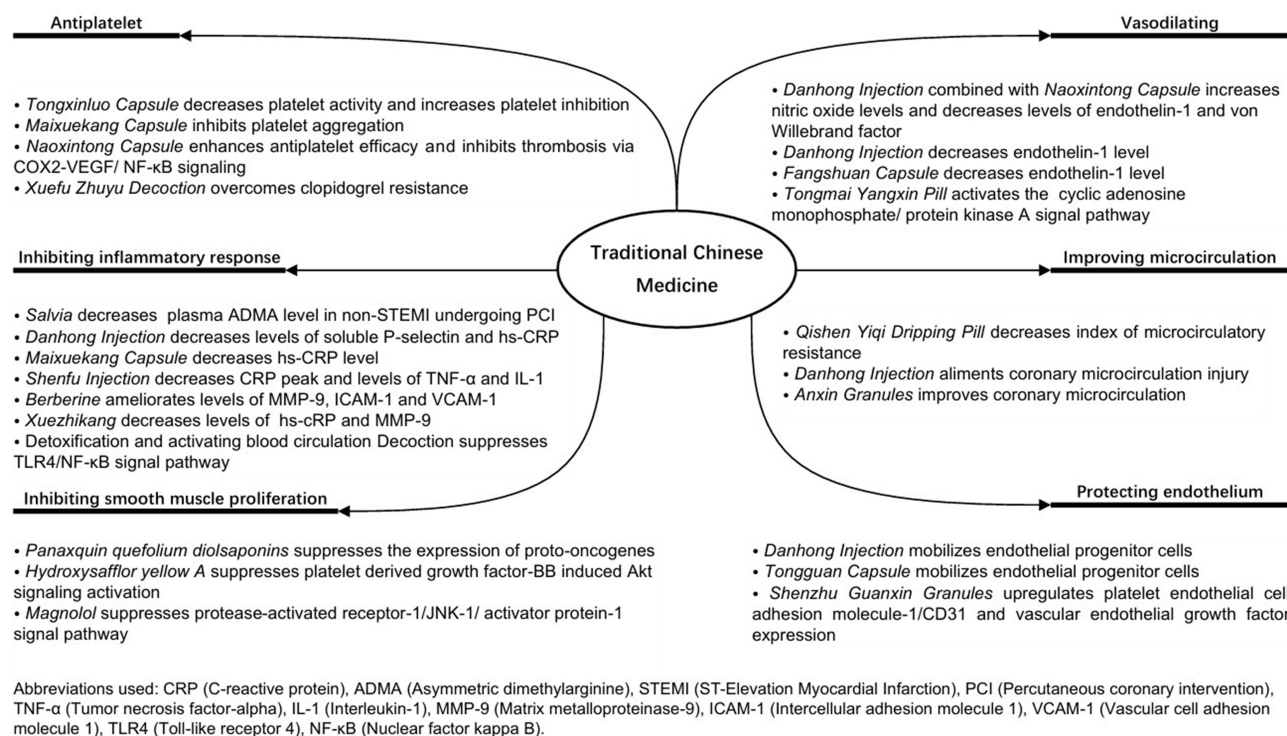 Antiplatelet
• Tongxinluo Capsule decreases platelet activity and increases platelet inhibition
• Maixuekang Capsule inhibits platelet aggregation
• Naoxintong Capsule enhances antiplatelet efficacy and inhibits thrombosis via
COX2-VEGF/ NF-κB signaling
• Xuefu Zhuyu Decoction overcomes clopidogrel resistance
Vasodilating
• Danhong Injection combined with Naoxintong Capsule increases
nitric oxide levels and decreases levels of endothelin-1 and von
Willebrand factor
• Danhong Injection decreases endothelin-1 level
• Fangshuan Capsule decreases endothelin-1 level
• Tongmai Yangxin Pill activates the cyclic adenosine
monophosphate/ protein kinase A signal pathway
Traditional Chinese
Medicine
Inhibiting inflammatory response
• Salvia decreases plasma ADMA level in non-STEMI undergoing PCI
• Danhong Injection decreases levels of soluble P-selectin and hs-CRP
• Maixuekang Capsule decreases hs-CRP level
• Shenfu Injection decreases CRP peak and levels of TNF-α and IL-1
• Berberine ameliorates levels of MMP-9, ICAM-1 and VCAM-1
• Xuezhikang decreases levels of hs-cRP and MMP-9
• Detoxification and activating blood circulation Decoction suppresses
TLR4/NF-κB signal pathway
Improving microcirculation
• Qishen Yiqi Dripping Pill decreases index of microcirculatory
resistance
• Danhong Injection aliments coronary microcirculation injury
• Anxin Granules improves coronary microcirculation
Inhibiting smooth muscle proliferation
• Panaxquin quefolium diolsaponins suppresses the expression of proto-oncogenes
• Hydroxysafflor yellow A suppresses platelet derived growth factor-BB induced Akt
signaling activation
• Magnolol suppresses protease-activated receptor-1/JNK-1/ activator protein-1
signal pathway
Protecting endothelium
• Danhong Injection mobilizes endothelial progenitor cells
• Tongguan Capsule mobilizes endothelial progenitor cells
• Shenzhu Guanxin Granules upregulates platelet endothelial cell
adhesion molecule-1/CD31 and vascular endothelial growth factor
expression
Abbreviations used: CRP (C-reactive protein), ADMA (Asymmetric dimethylarginine), STEMI (ST-Elevation Myocardial Infarction), PCI (Percutaneous coronary intervention),
TNF-α (Tumor necrosis factor-alpha), IL-1 (Interleukin-1), MMP-9 (Matrix metalloproteinase-9), ICAM-1 (Intercellular adhesion molecule 1), VCAM-1 (Vascular cell adhesion
molecule 1), TLR4 (Toll-like receptor 4), NF-κB (Nuclear factor kappa B).